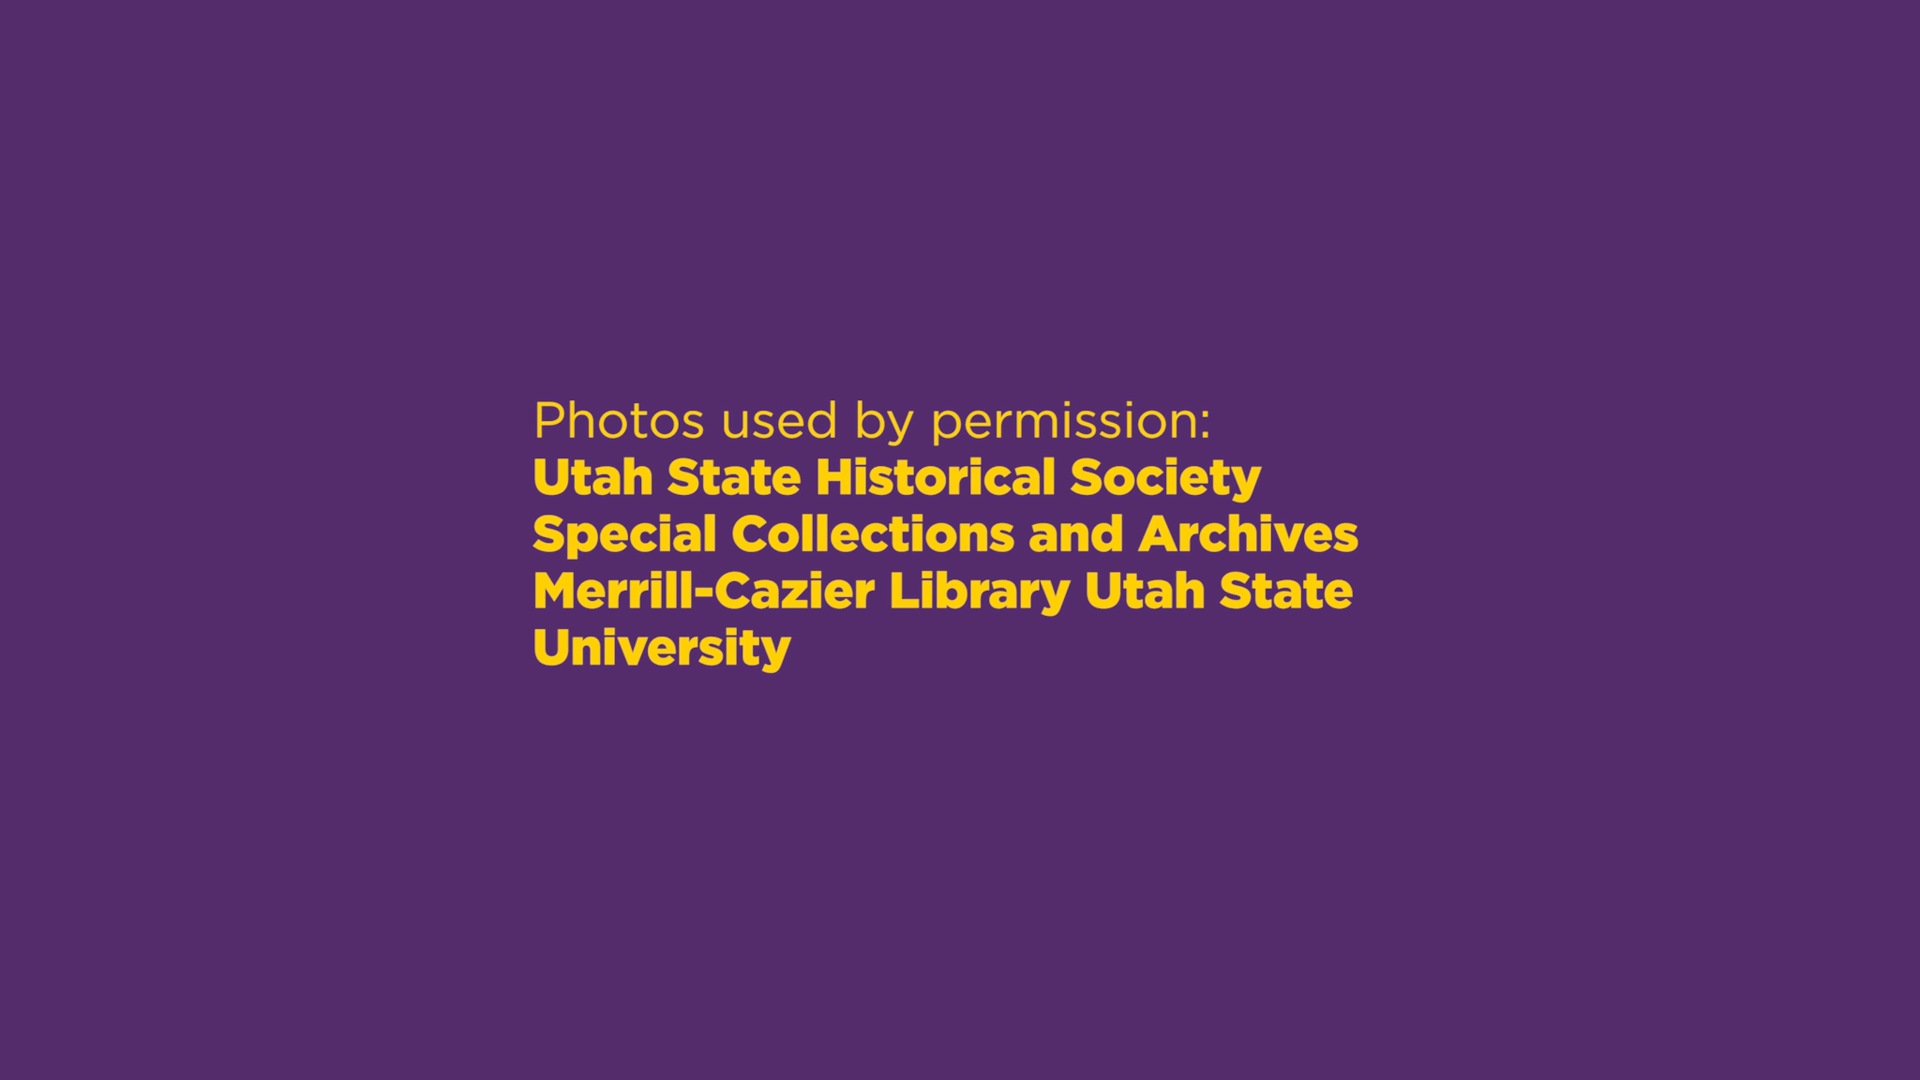 Photos used by permission:
Utah State Historical Society
Special Collections and Archives
Merrill-Cazier Library Utah State
University